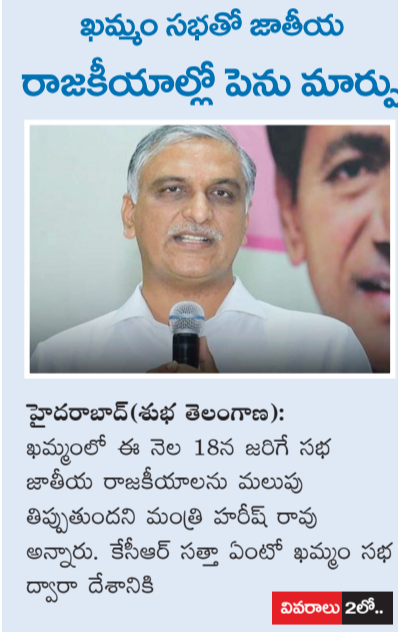 ఖమ్మం సభతో జాతీయ
రాజకీయాల్లో పెను మార్పు
హైదరాబాద్(శుభ తెలంగాణ):
ఖమ్మంలో ఈ నెల 18న జరిగే సభ
జాతీయ రాజకీయాలను మలుపు
తిప్పుతుందని మంత్రి హరీష్ రావు
అన్నారు. కేసీఆర్ సత్తా ఏంటో ఖమ్మం సభ
ద్వారా దేశానికి
వివరాలు 2లో..